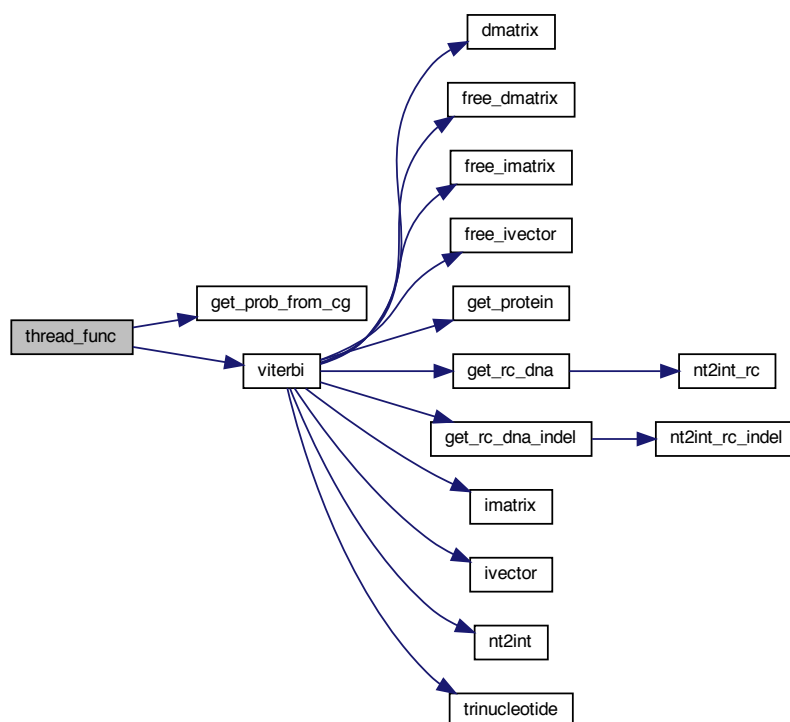 dmatrix
free_dmatrix
free_imatrix
free_ivector
get_prob_from_cg
get_protein
thread_func
viterbi
get_rc_dna
nt2int_rc
get_rc_dna_indel
nt2int_rc_indel
imatrix
ivector
nt2int
trinucleotide